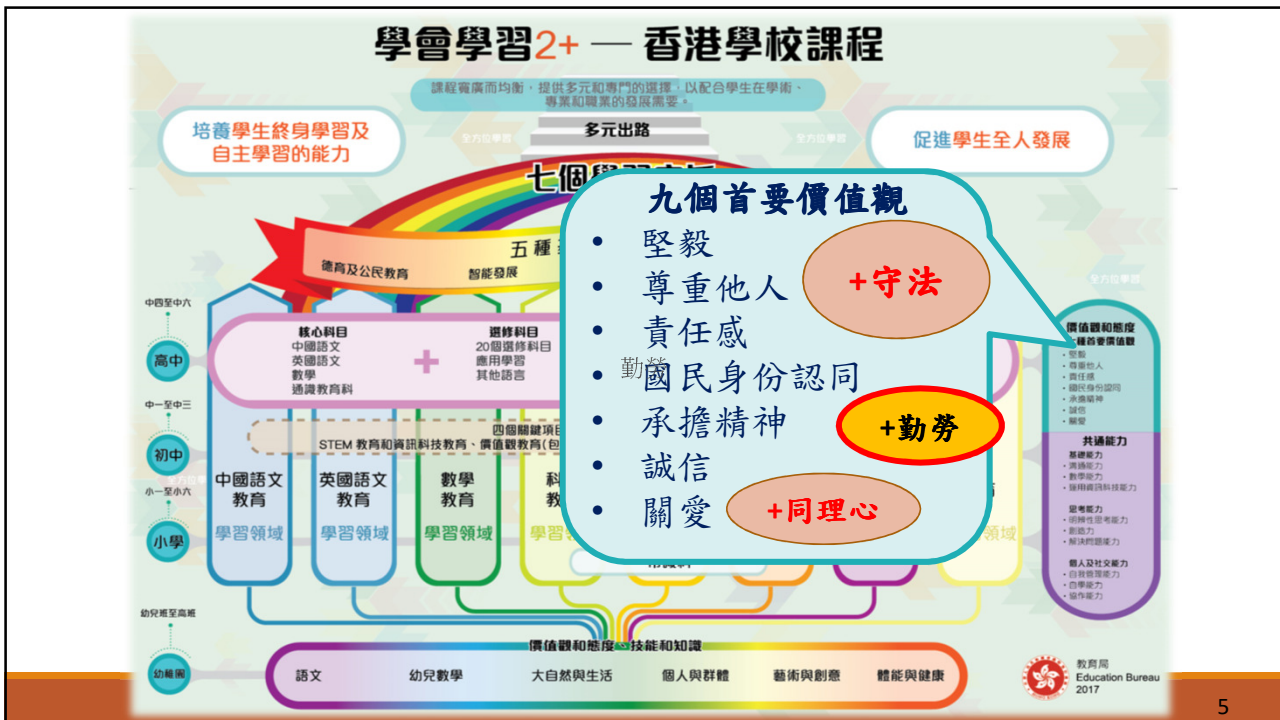 學會學習2+ — 香港學校課程
課程寬廣而均衡，提供多元和專門的選擇，以配合學生在學術、
專業和職業的發展需要。
培養學生終身學習及
自主學習的能力
全方位學習
多元出路
全方位學習
促進學生全人發展
七個學習
五種
德育及公民教育
智能發展
九個首要價值觀
• 堅毅
• 尊重他人
+守法
• 責任感
勤勞
• 國民身份認同
• 承擔精神
+勤勞
• 誠信
• 關愛
+同理心
中四至中六
高中
核心科目
中國語文
英國語文
數學
通識教育科
+
選修科目
20個選修科目
應用學習
其他語言
中一至中三
初中
四個關鍵項目
STEM 教育和資訊科技教育、價值觀教育(包
小一至小六
小學
中國語文
教育
學習領域
英國語文
教育
學習領域
數學
教育
學習領域
科
教
學習
領域
全方位學習
價值觀和態度
七種首要價值觀
• 堅毅
• 尊重他人
• 責任感
• 國民身份認同
• 承擔精神
• 誠信
• 關愛
共通能力
基礎能力
• 溝通能力
• 數學能力
• 運用資訊科技能力
思考能力
• 明辨性思考能力
• 創造力
• 解決問題能力
個人及社交能力
• 自我管理能力
• 自學能力
• 協作能力
幼兒班至高班
幼稚園
價值觀和態度、技能和知識
語文
幼兒數學
大自然與生活
個人與群體
藝術與創意
體能與健康
教育局
Education Bureau
2017
5